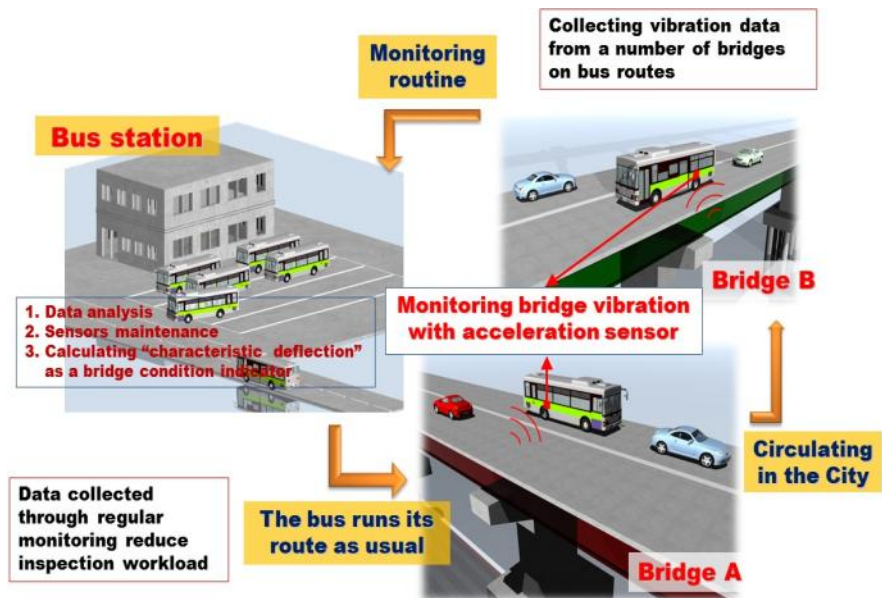 Collecting vibration data
from a number of bridges
on bus routes
Monitoring
routine
Bus station
Bridge B
1. Data analysis
2. Sensors maintenance
3. Calculating “characteristic deflection”
as a bridge condition indicator
Monitoring bridge vibration
with acceleration sensor
Circulating
in the City
Data collected
through regular
monitoring reduce
inspection workload
The bus runs its
route as usual
Bridge A